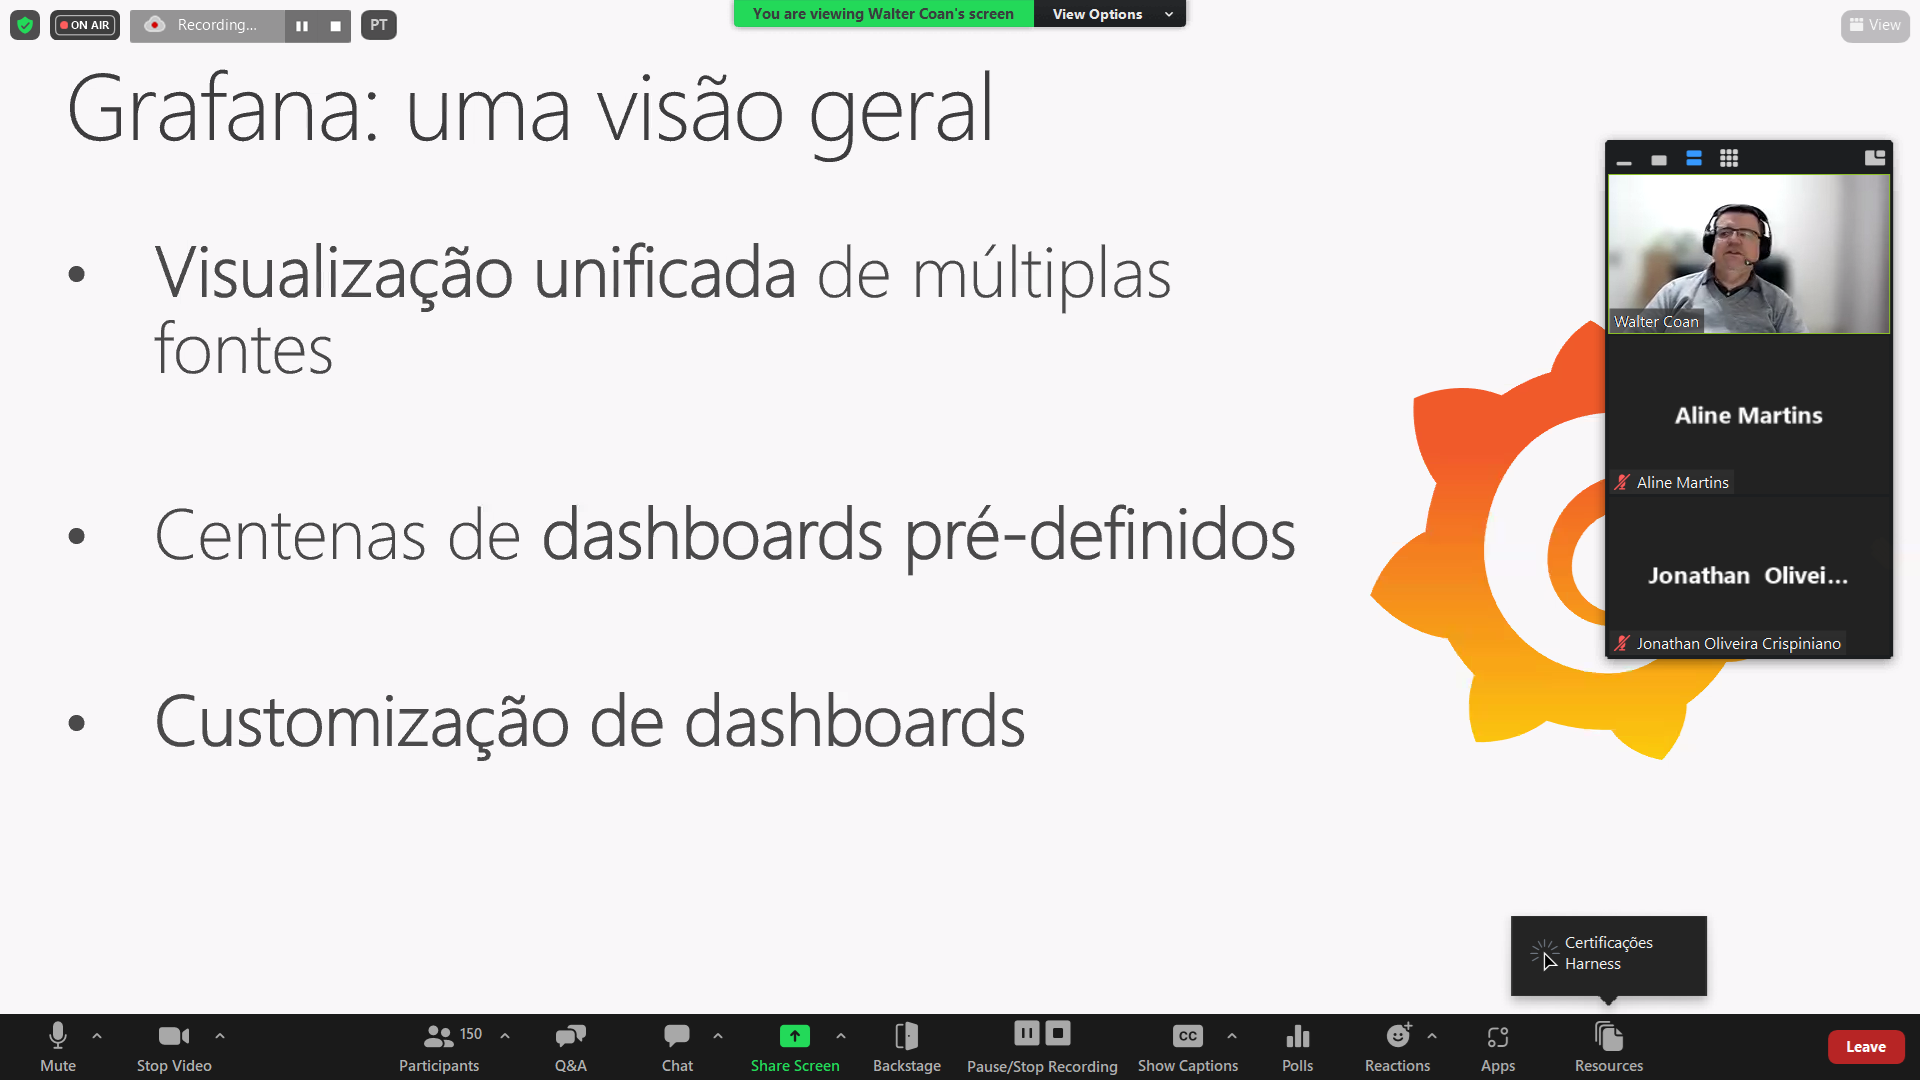 ON AIR
Recording...
PT
You are viewing Walter Coan's screen
View Options
View
Grafana: uma visão geral
• Visualização unificada de múltiplas
fontes
• Centenas de dashboards pré-definidos
• Customização de dashboards
Walter Coan
Aline Martins
Aline Martins
Jonathan Olivei...
Jonathan Oliveira Crispiniano
Certificações
Harness
Mute
Stop Video
150
Participants
Q&A
Chat
Share Screen
Backstage
Pause/Stop Recording
CC
Show Captions
Polls
Reactions
Apps
Resources
Leave